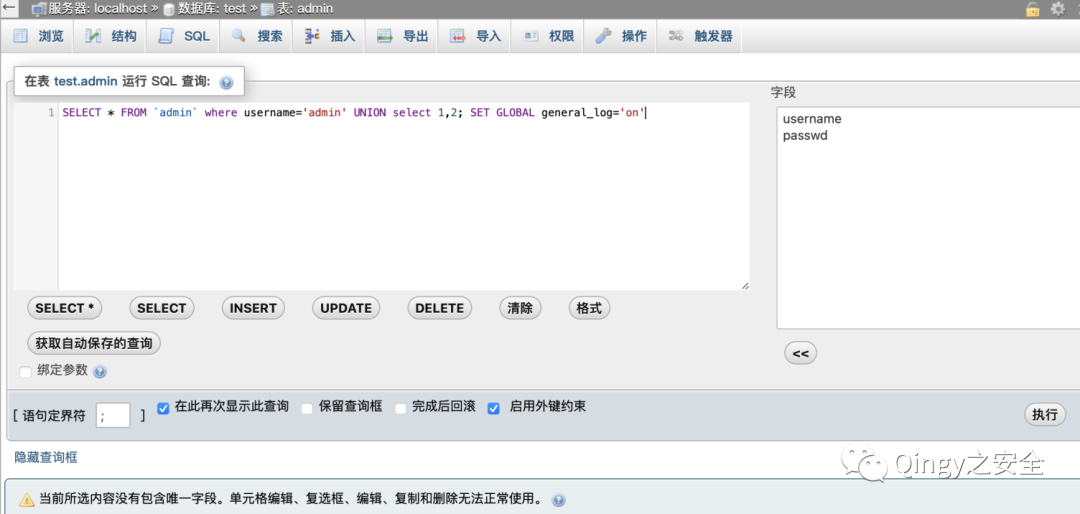 服务器: localhost » 数据库: test » 表: admin
浏览 结构 SQL 搜索 插入 导出 导入 权限 操作 触发器
在表 test.admin 运行 SQL 查询:
字段
1 SELECT * FROM `admin` where username='admin' UNION select 1,2; SET GLOBAL general_log='on'
username
passwd
SELECT * SELECT INSERT UPDATE DELETE 清除 格式
获取自动保存的查询
<<
绑定参数
[ 语句定界符 ; ] 在此再次显示此查询 保留查询框 完成后回滚 启用外键约束 执行
隐藏查询框
Qingy之安全
当前所选内容没有包含唯一字段。单元格编辑、复选框、编辑、复制和删除无法正常使用。